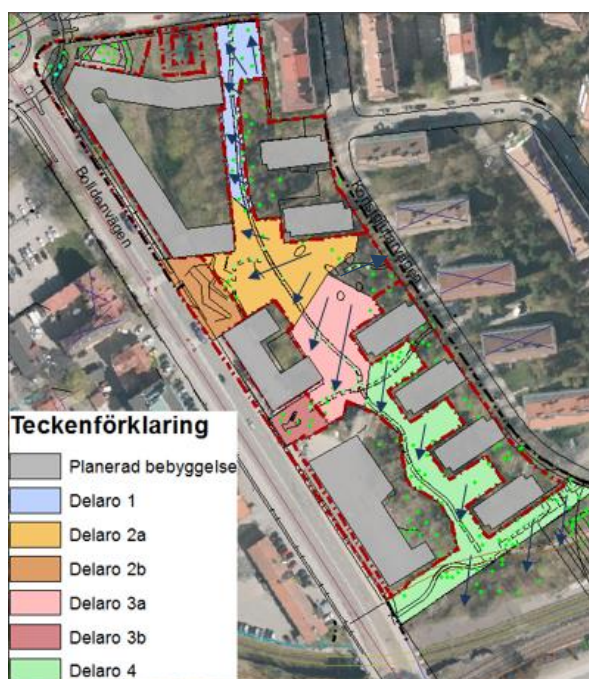 Bolidenvägen
Teckenförklaring
Planerad bebyggelse
Delaro 1
Delaro 2a
Delaro 2b
Delaro 3a
Delaro 3b
Delaro 4